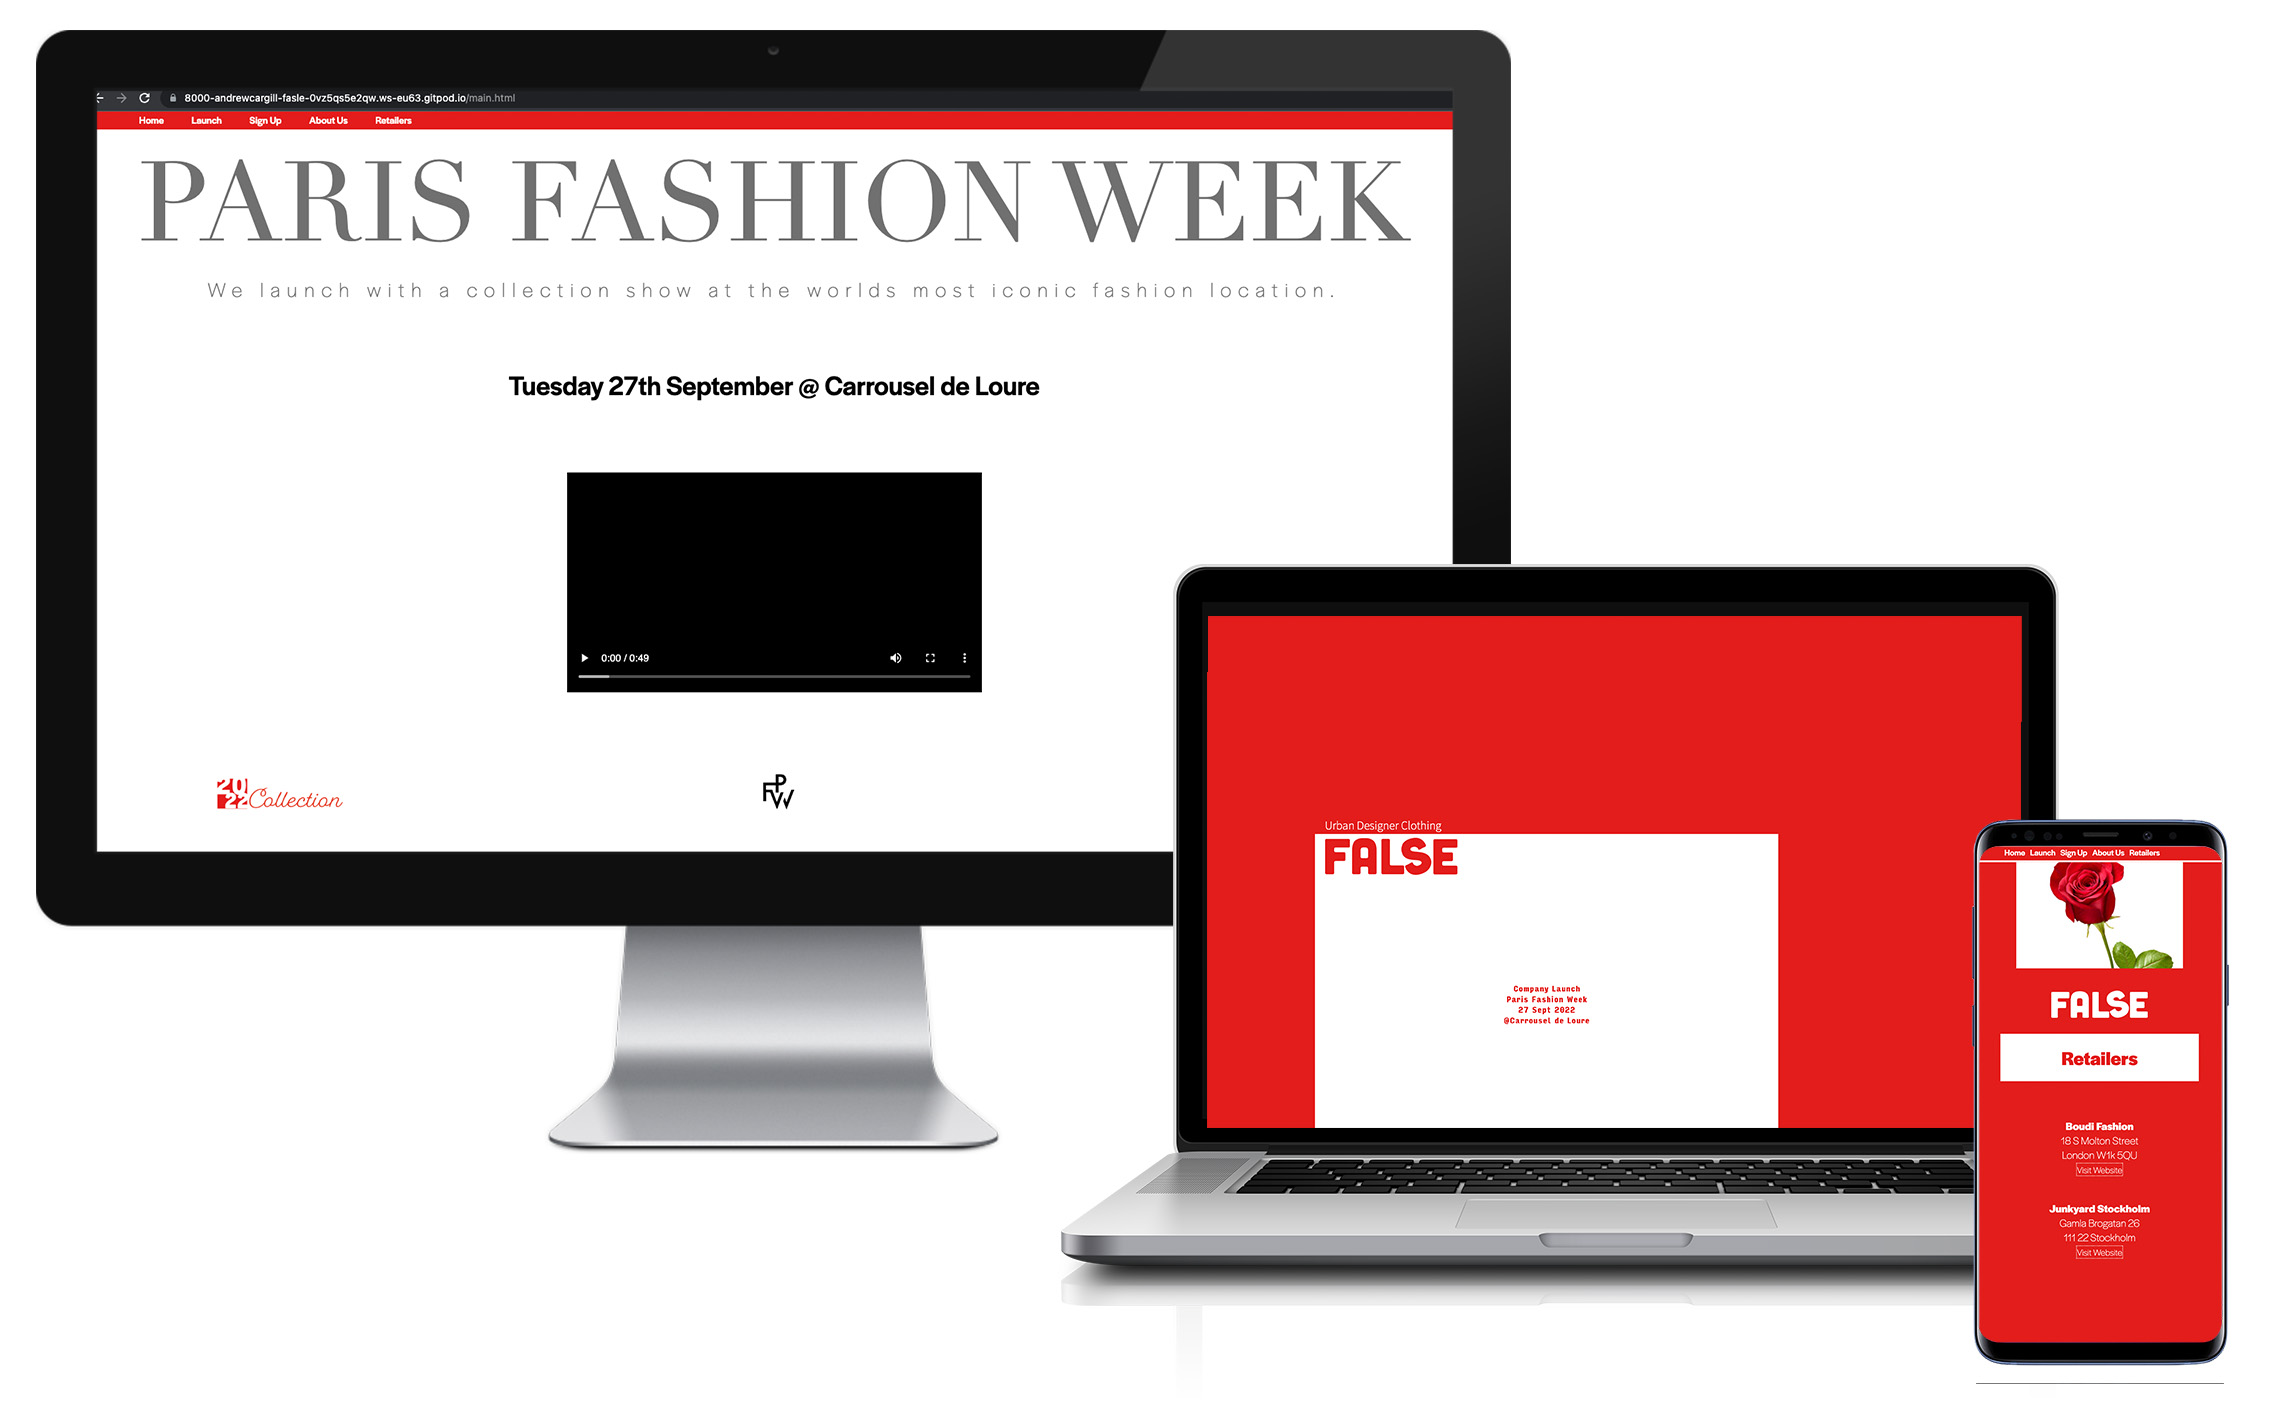 8000-andrewcargill-fasle-0vz5qs5e2qw.ws-eu63.gitpod.io/main.html
Home Launch Sign Up About Us Retailers
PARIS FASHION WEEK
We launch with a collection show at the worlds most iconic fashion location.
Tuesday 27th September @ Carrousel de Loure
0:00 / 0:49
20
22 Collection
P
FW
Urban Designer Clothing
FALSE
Company Launch
Paris Fashion Week
27 Sept 2022
@Carrousel de Loure
Home Launch Sign Up About Us Retailers
FALSE
Retailers
Boudi Fashion
18 S Molton Street
London W1k 5QU
Visit Website
Junkyard Stockholm
Gamla Brogatan 26
111 22 Stockholm
Visit Website